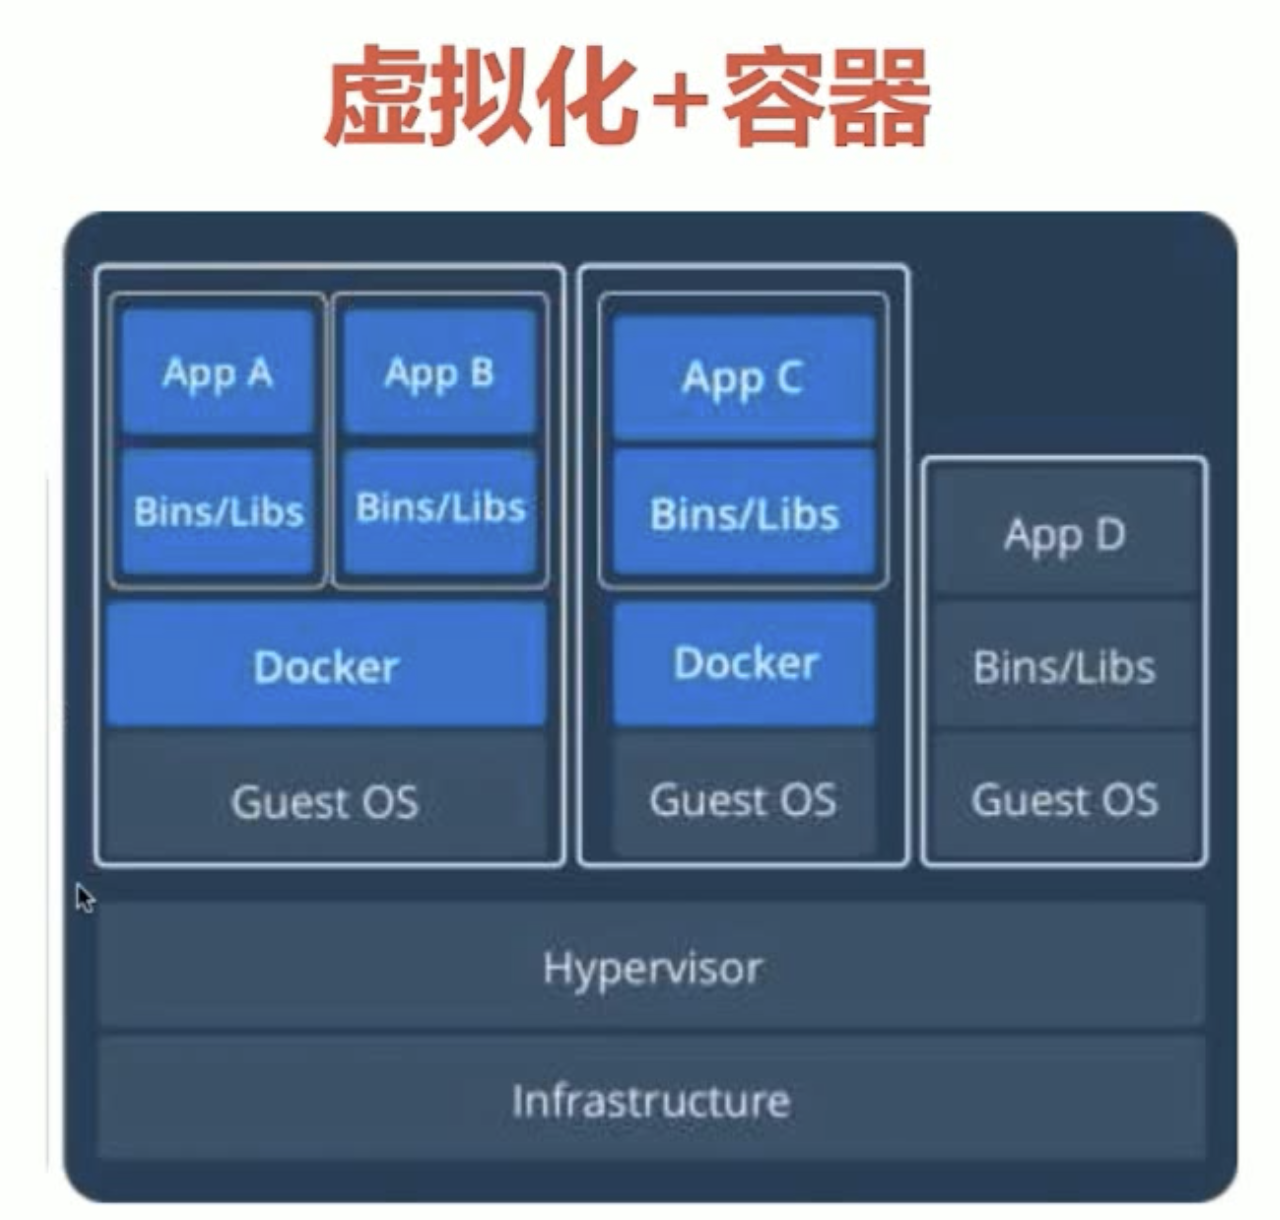 虚拟化+容器
App A
App B
App C
Bins/Libs
Bins/Libs
Bins/Libs
App D
Docker
Docker
Bins/Libs
Guest OS
Guest OS
Guest OS
Hypervisor
Infrastructure